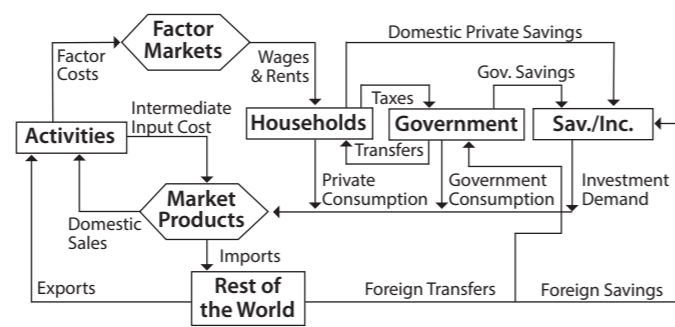 Factor
Markets
Domestic Private Savings
Factor
Costs
Wages
& Rents
Gov. Savings
Taxes
Intermediate
Input Cost
Activities
Households
Government
Sav./Inc.
Transfers
Private
Consumption
Government
Consumption
Investment
Demand
Market
Products
Domestic
Sales
Imports
Exports
Rest of
the World
Foreign Transfers
Foreign Savings